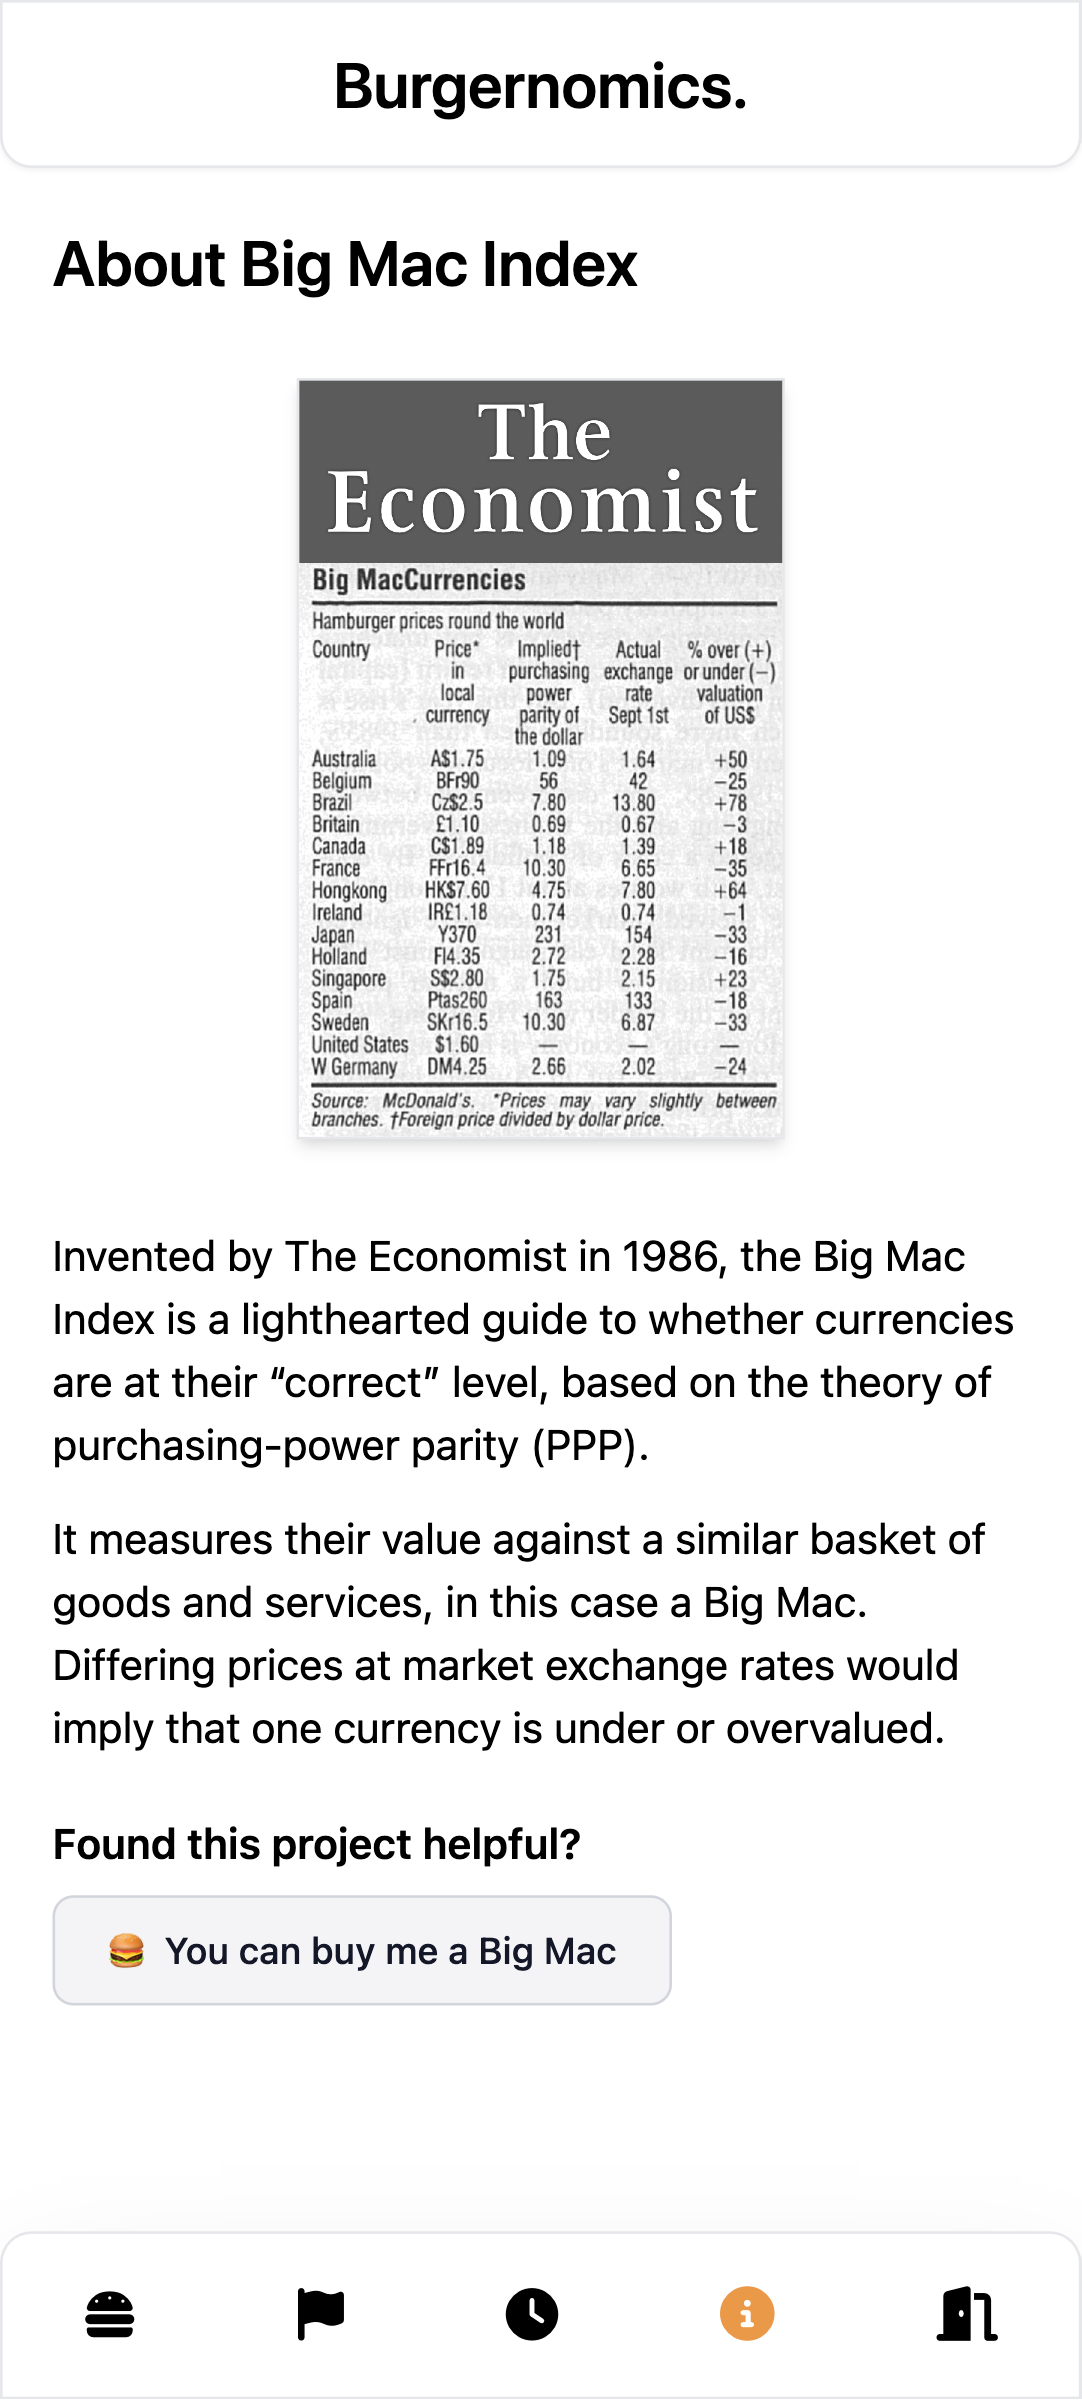 Burgernomics.
About Big Mac Index
The
Economist
Big MacCurrencies
Hamburger prices round the world
Country Price* Implied† Actual % over (+)
in purchasing exchange or under (−)
local power rate valuation
currency parity of Sept 1st of US$
the dollar
Australia A$1.75 1.09 1.64 +50
Belgium BFr90 56 42 −25
Brazil Cz$2.5 7.80 13.80 +78
Britain £1.10 0.69 0.67 −3
Canada C$1.89 1.18 1.39 +18
France FFr16.4 10.30 6.65 −35
Hongkong HK$7.60 4.75 7.80 +64
Ireland IR£1.18 0.74 0.74 −1
Japan Y370 231 154 −33
Holland Fl4.35 2.72 2.28 −16
Singapore S$2.80 1.75 2.15 +23
Spain Ptas260 163 133 −18
Sweden SKr16.5 10.30 6.87 −33
United States $1.60 — — —
W Germany DM4.25 2.66 2.02 −24
Source: McDonald's. *Prices may vary slightly between
branches. †Foreign price divided by dollar price.
Invented by The Economist in 1986, the Big Mac
Index is a lighthearted guide to whether currencies
are at their “correct” level, based on the theory of
purchasing-power parity (PPP).
It measures their value against a similar basket of
goods and services, in this case a Big Mac.
Differing prices at market exchange rates would
imply that one currency is under or overvalued.
Found this project helpful?
🍔 You can buy me a Big Mac